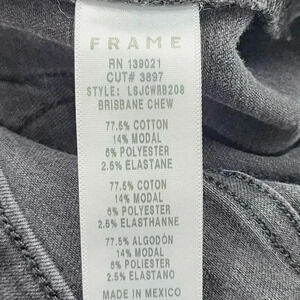 FRAME
RN 139021
CUT# 3897
STYLE: LSJCWRB208
BRISBANE CHEW
77.5% COTTON
14% MODAL
6% POLYESTER
2.5% ELASTANE
77.5% COTON
14% MODAL
6% POLYESTER
2.5% ELASTHANNE
77.5% ALGODÓN
14% MODAL
6% POLIESTER
2.5% ELASTANO
MADE IN MEXICO